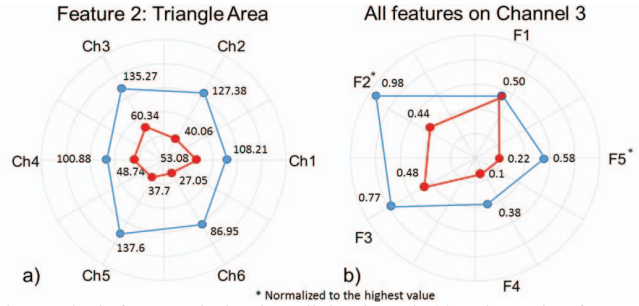 Feature 2: Triangle Area
Ch3
Ch2
135.27
127.38
60.34
40.06
Ch4
100.88
53.08
108.21
Ch1
48.74
37.7
27.05
137.6
86.95
Ch5
Ch6
a)
All features on Channel 3
F1
F2*
0.98
0.50
0.44
0.22
0.58
F5*
0.48
0.1
0.77
0.38
F3
F4
b)
* Normalized to the highest value